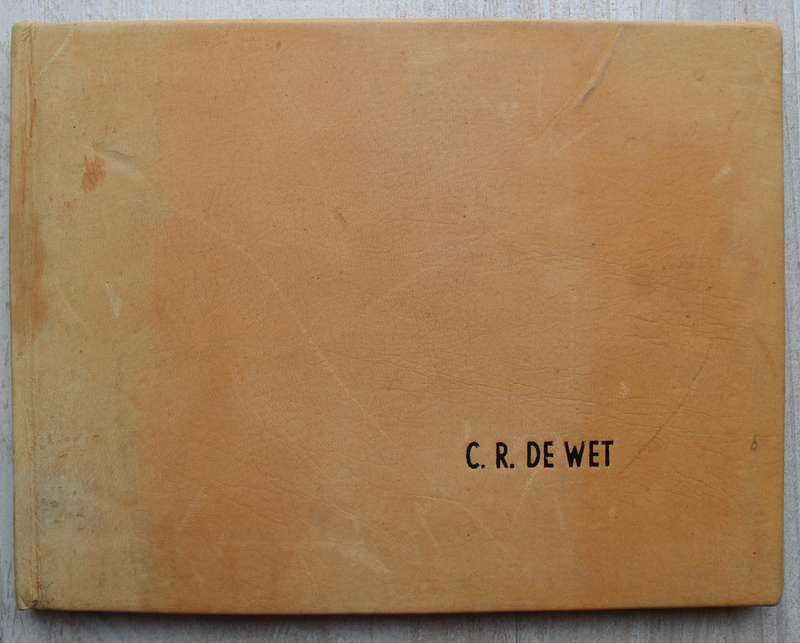 C. R. DE WET